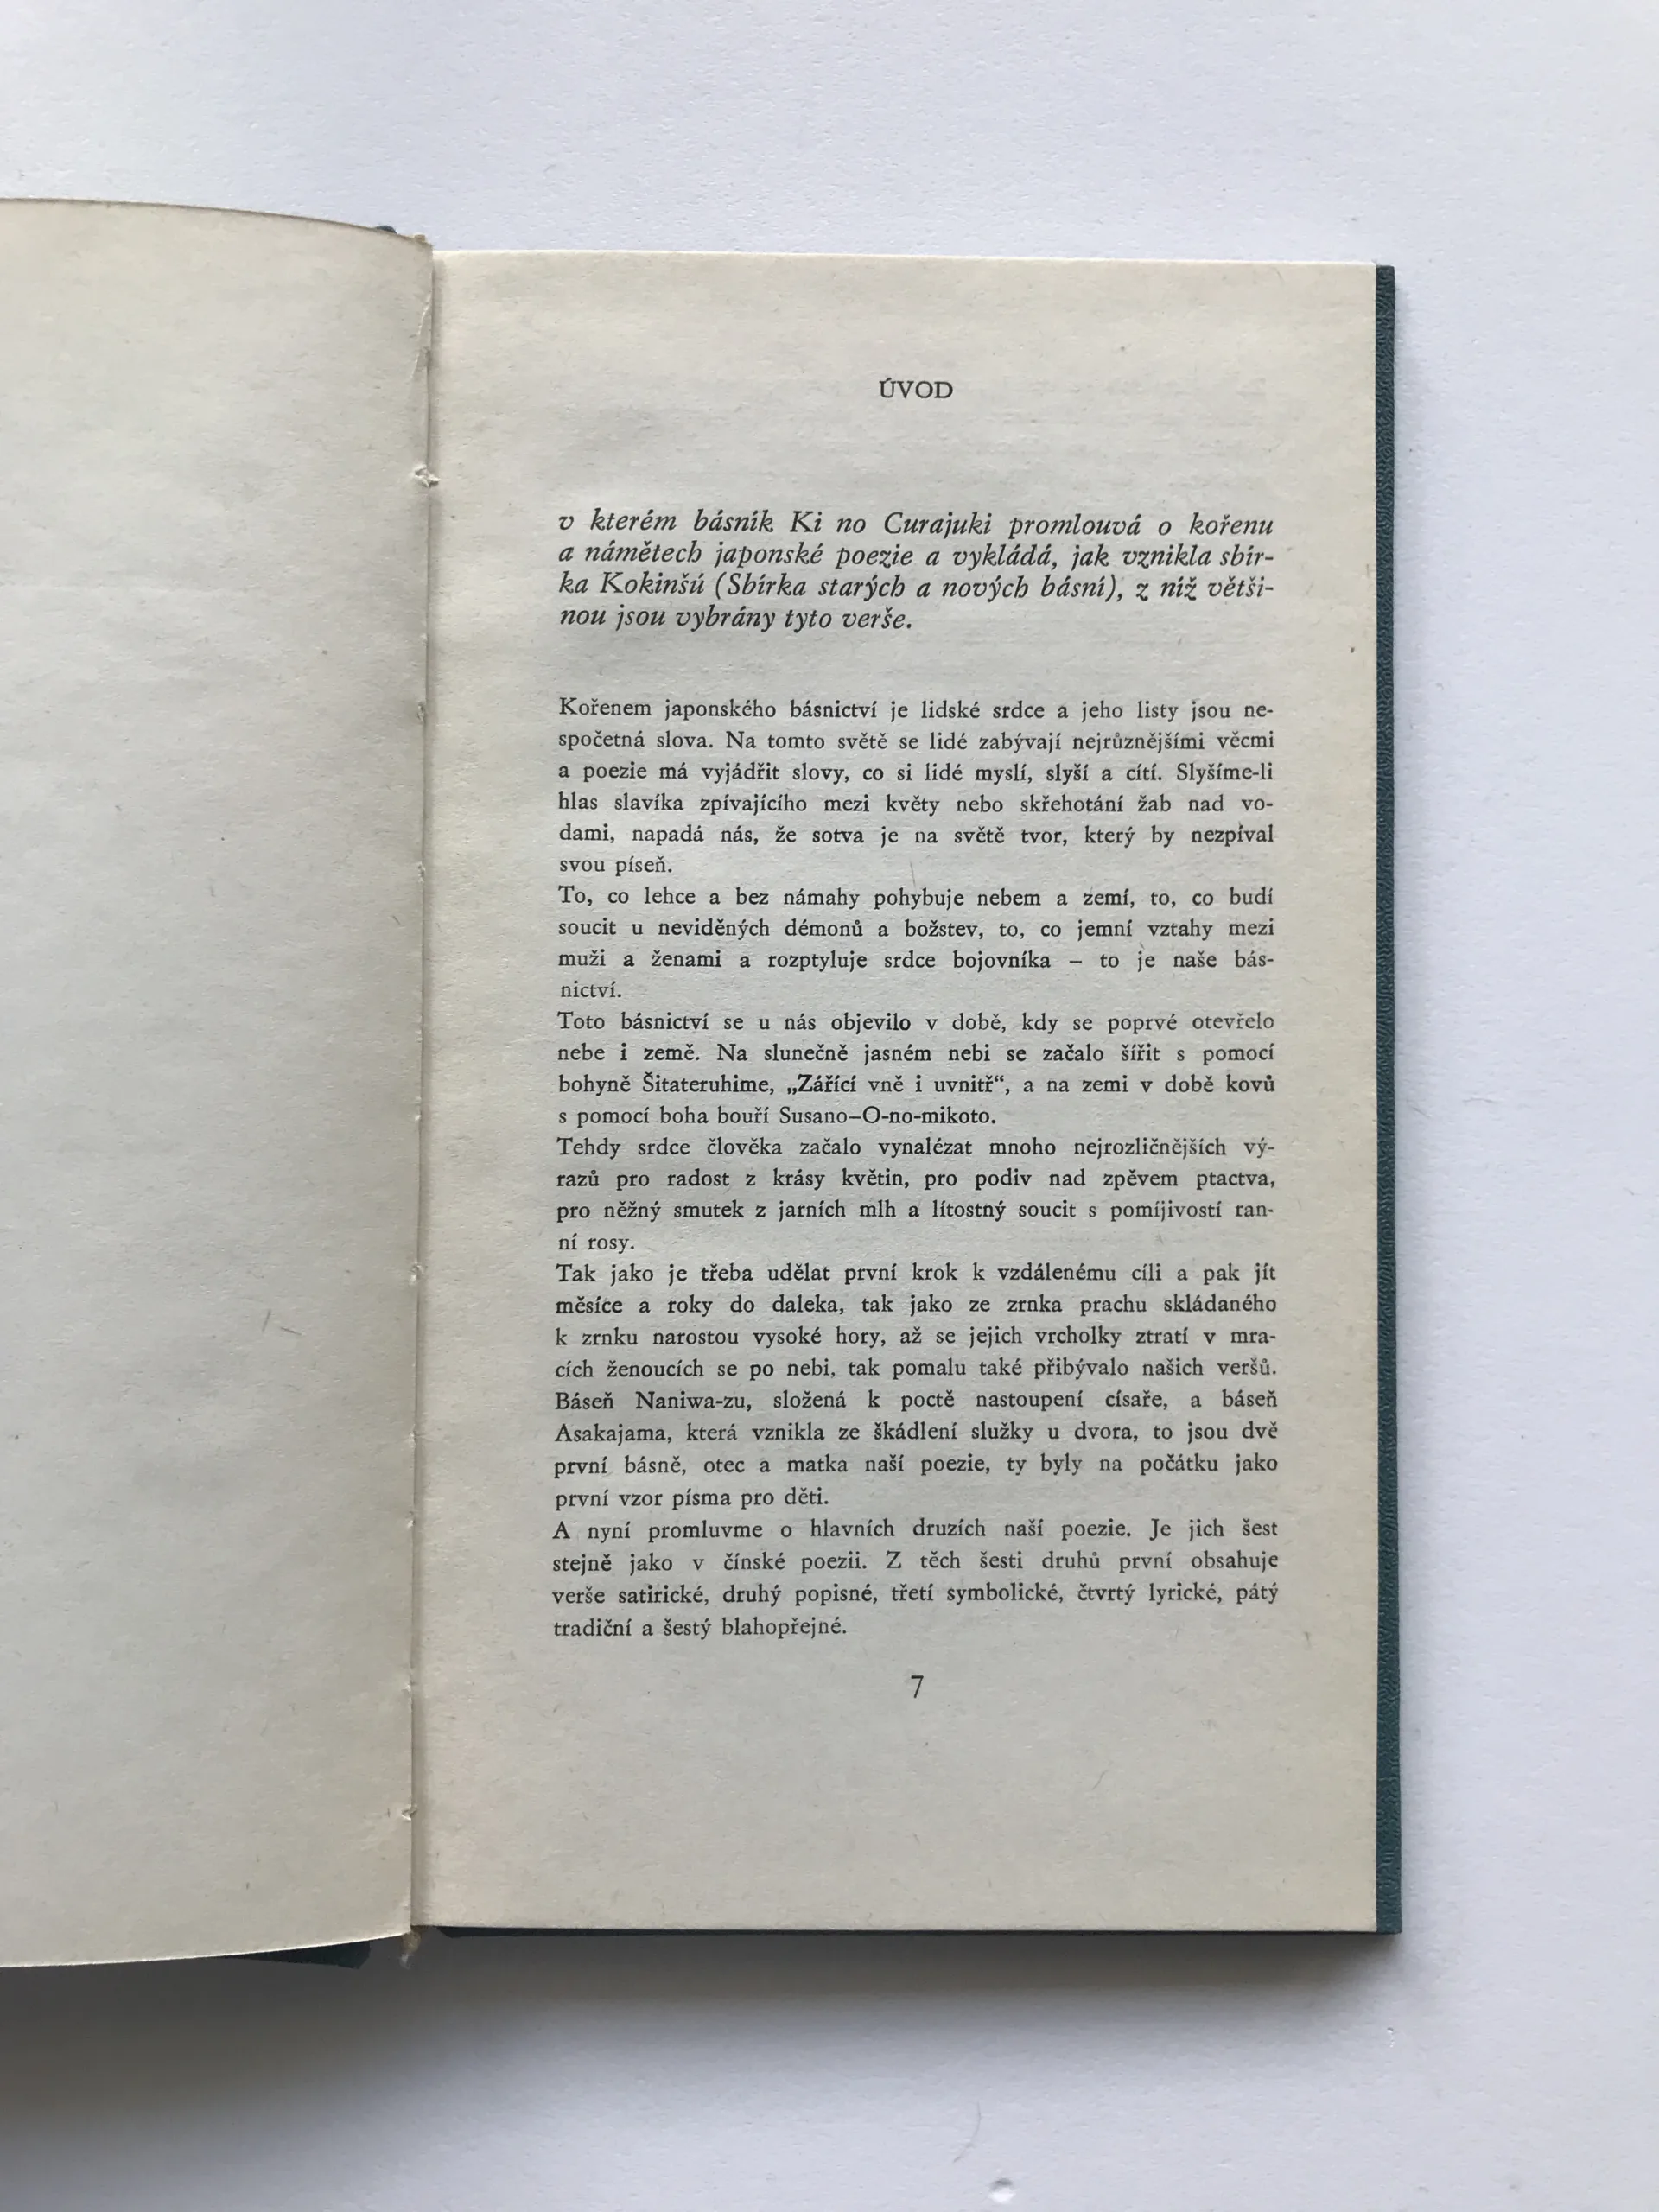 ÚVOD
v kterém básník Ki no Curajuki promlouvá o kořenu
a námětech japonské poezie a vykládá, jak vznikla sbír-
ka Kokinšú (Sbírka starých a nových básní), z níž větši-
nou jsou vybrány tyto verše.
Kořenem japonského básnictví je lidské srdce a jeho listy jsou ne-
spočetná slova. Na tomto světě se lidé zabývají nejrůznějšími věcmi
a poezie má vyjádřit slovy, co si lidé myslí, slyší a cítí. Slyšíme-li
hlas slavíka zpívajícího mezi květy nebo skřehotání žab nad vo-
dami, napadá nás, že sotva je na světě tvor, který by nezpíval
svou píseň.
To, co lehce a bez námahy pohybuje nebem a zemí, to, co budí
soucit u neviděných démonů a božstev, to, co jemní vztahy mezi
muži a ženami a rozptyluje srdce bojovníka – to je naše bás-
nictví.
Toto básnictví se u nás objevilo v době, kdy se poprvé otevřelo
nebe i země. Na slunečně jasném nebi se začalo šířit s pomocí
bohyně Šitateruhime, „Zářící vně i uvnitř“, a na zemi v době kovů
s pomocí boha bouří Susano–O-no-mikoto.
Tehdy srdce člověka začalo vynalézat mnoho nejrozličnějších vý-
razů pro radost z krásy květin, pro podiv nad zpěvem ptactva,
pro něžný smutek z jarních mlh a lítostný soucit s pomíjivostí ran-
ní rosy.
Tak jako je třeba udělat první krok k vzdálenému cíli a pak jít
měsíce a roky do daleka, tak jako ze zrnka prachu skládaného
k zrnku narostou vysoké hory, až se jejich vrcholky ztratí v mra-
cích ženoucích se po nebi, tak pomalu také přibývalo našich veršů.
Báseň Naniwa-zu, složená k poctě nastoupení císaře, a báseň
Asakajama, která vznikla ze škádlení služky u dvora, to jsou dvě
první básně, otec a matka naší poezie, ty byly na počátku jako
první vzor písma pro děti.
A nyní promluvme o hlavních druzích naší poezie. Je jich šest
stejně jako v čínské poezii. Z těch šesti druhů první obsahuje
verše satirické, druhý popisné, třetí symbolické, čtvrtý lyrické, pátý
tradiční a šestý blahopřejné.
7